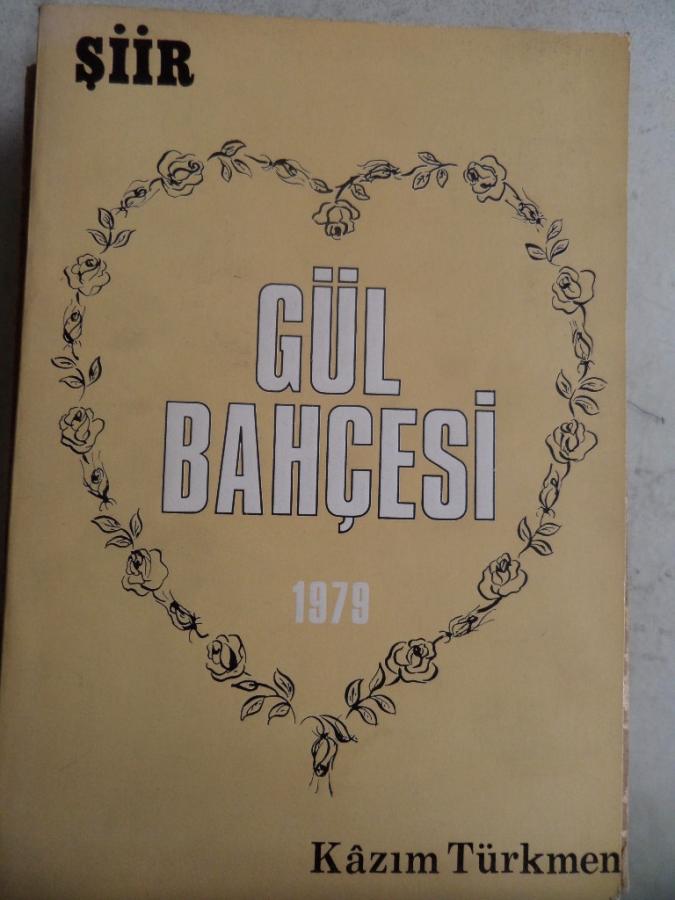 ŞİİR
GÜL
BAHÇESİ
1979
Kâzım Türkmen